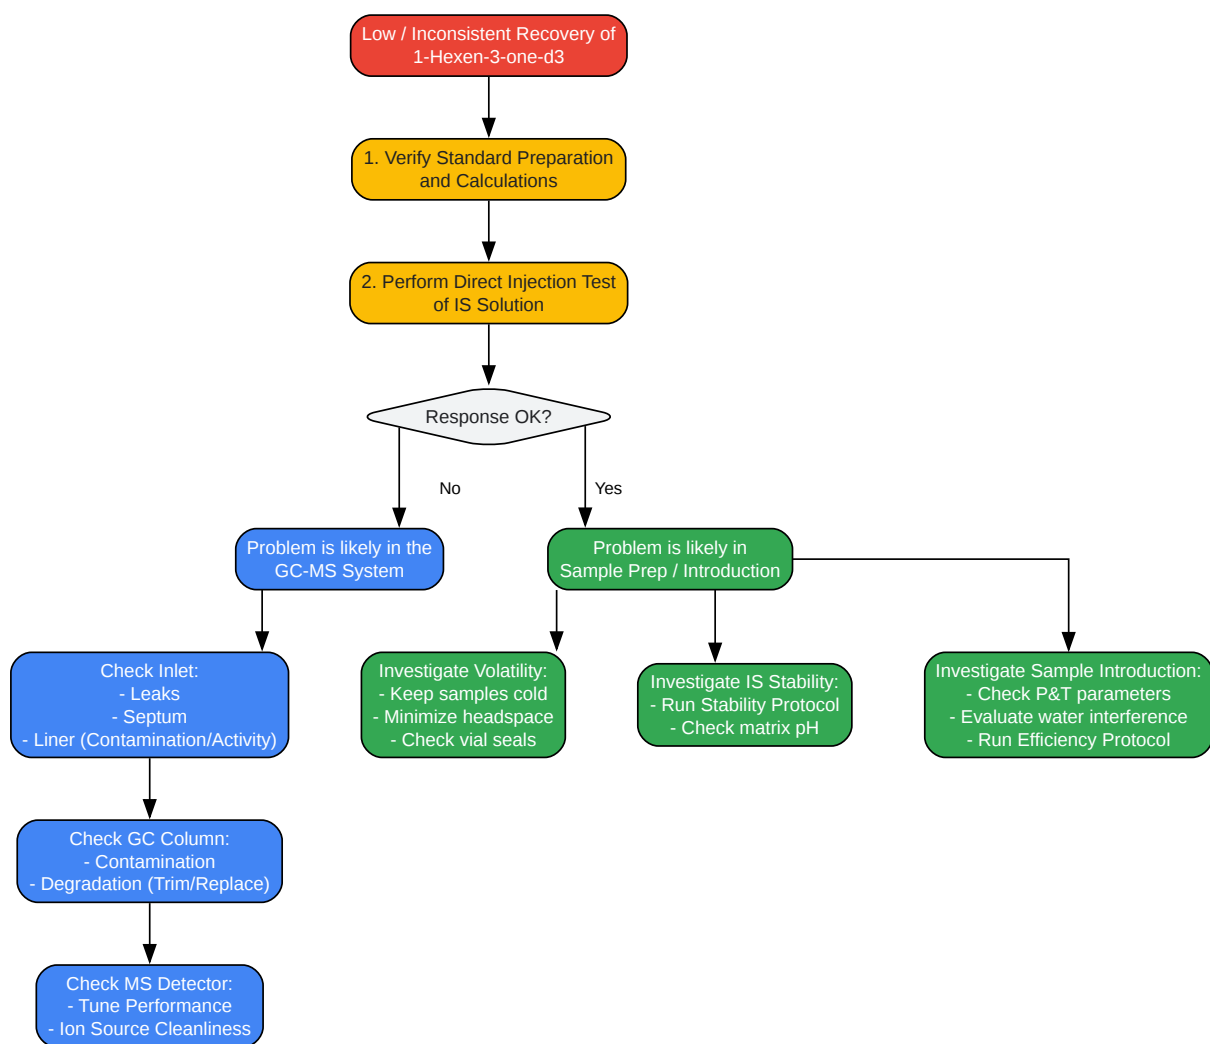 Low / Inconsistent Recovery of
1-Hexen-3-one-d3
1. Verify Standard Preparation
and Calculations
2. Perform Direct Injection Test
of IS Solution
Response OK?
No
Yes
Problem is likely in the
GC-MS System
Problem is likely in
Sample Prep / Introduction
Check Inlet:
- Leaks
- Septum
- Liner (Contamination/Activity)
Investigate Volatility:
- Keep samples cold
- Minimize headspace
- Check vial seals
Investigate IS Stability:
- Run Stability Protocol
- Check matrix pH
Investigate Sample Introduction:
- Check P&T parameters
- Evaluate water interference
- Run Efficiency Protocol
Check GC Column:
- Contamination
- Degradation (Trim/Replace)
Check MS Detector:
- Tune Performance
- Ion Source Cleanliness